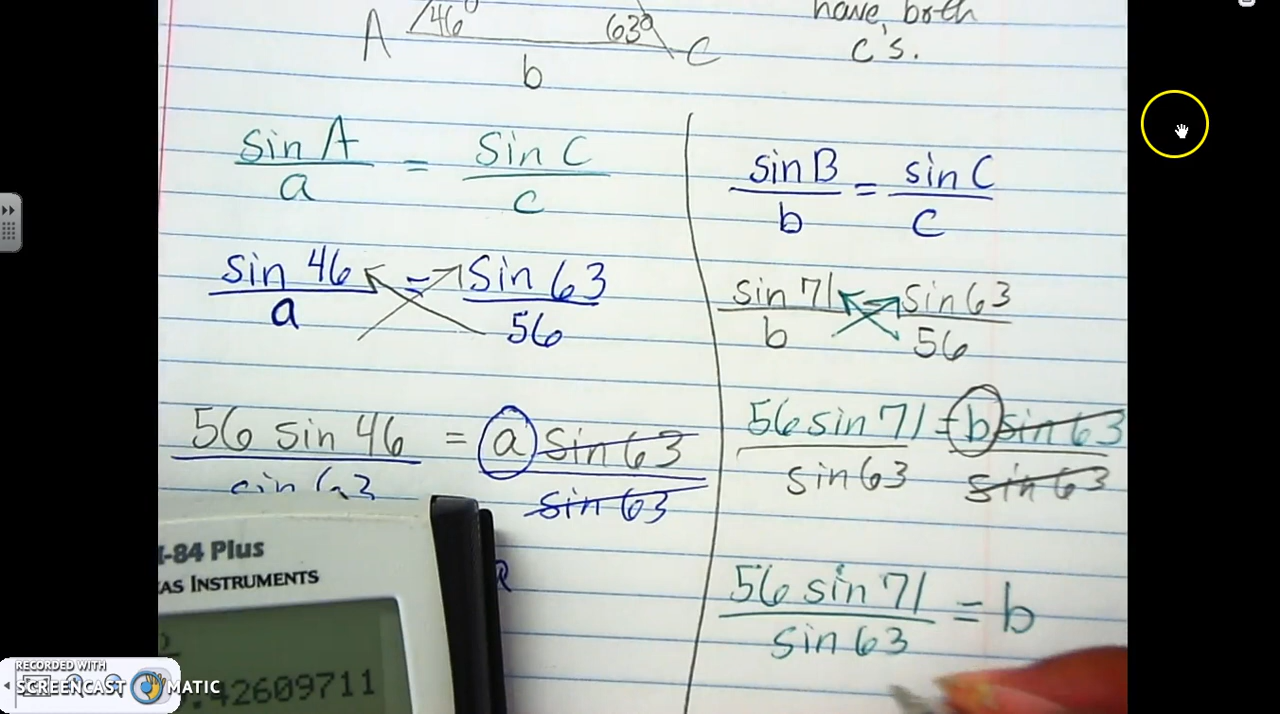 have both
c's.
46° 63°
A C
b
sin A / a = sin C / c
sin 46 / a = sin 63 / 56
56 sin 46 / sin 63 = a sin 63 / sin 63
sin B / b = sin C / c
sin 71 / b = sin 63 / 56
56 sin 71 / sin 63 = b sin 63 / sin 63
56 sin 71 / sin 63 = b
-84 Plus
AS INSTRUMENTS
.42609711
RECORDED WITH
SCREENCAST MATIC